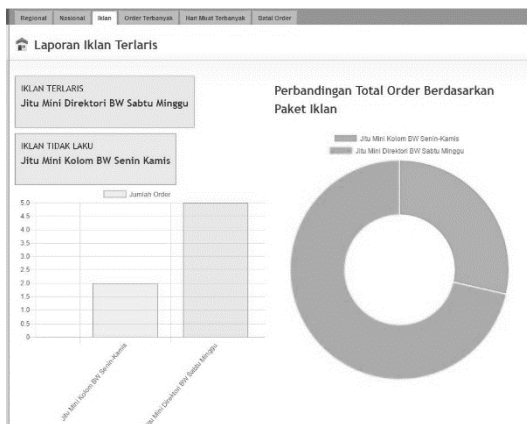 Regional Nasional Iklan Order Terbanyak Hari Muat Terbanyak Detail Order
Laporan Iklan Terlaris
IKLAN TERLARIS
Jitu Mini Direktori BW Sabtu Minggu
IKLAN TIDAK LAKU
Jitu Mini Kolom BW Senin Kamis
Jumlah Order
5.0
4.5
4.0
3.5
3.0
2.5
2.0
1.5
1.0
0.5
0
Jitu Mini Kolom BW Senin-Kamis
Jitu Mini Direktori BW Sabtu Minggu
Perbandingan Total Order Berdasarkan
Paket Iklan
Jitu Mini Kolom BW Senin-Kamis
Jitu Mini Direktori BW Sabtu Minggu